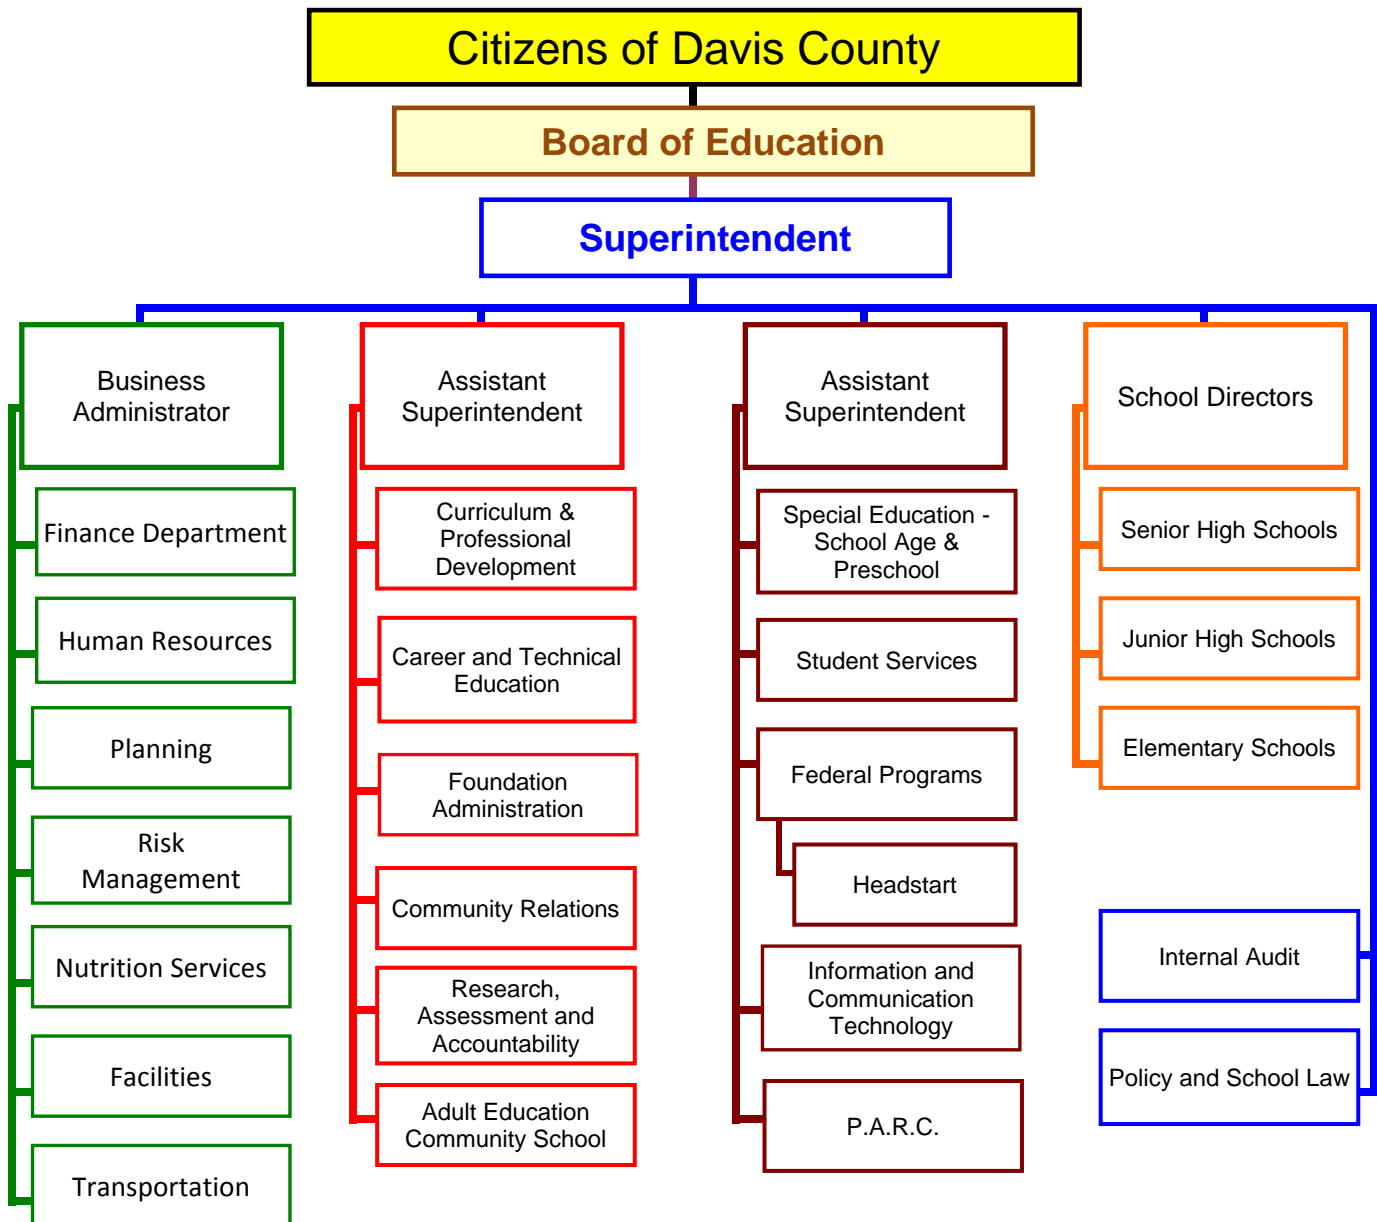 Citizens of Davis County
Board of Education
Superintendent
Business
Administrator
Finance Department
Human Resources
Planning
Risk
Management
Nutrition Services
Facilities
Transportation
Assistant
Superintendent
Curriculum &
Professional
Development
Career and Technical
Education
Foundation
Administration
Community Relations
Research,
Assessment and
Accountability
Adult Education
Community School
Assistant
Superintendent
Special Education -
School Age &
Preschool
Student Services
Federal Programs
Headstart
Information and
Communication
Technology
P.A.R.C.
School Directors
Senior High Schools
Junior High Schools
Elementary Schools
Internal Audit
Policy and School Law